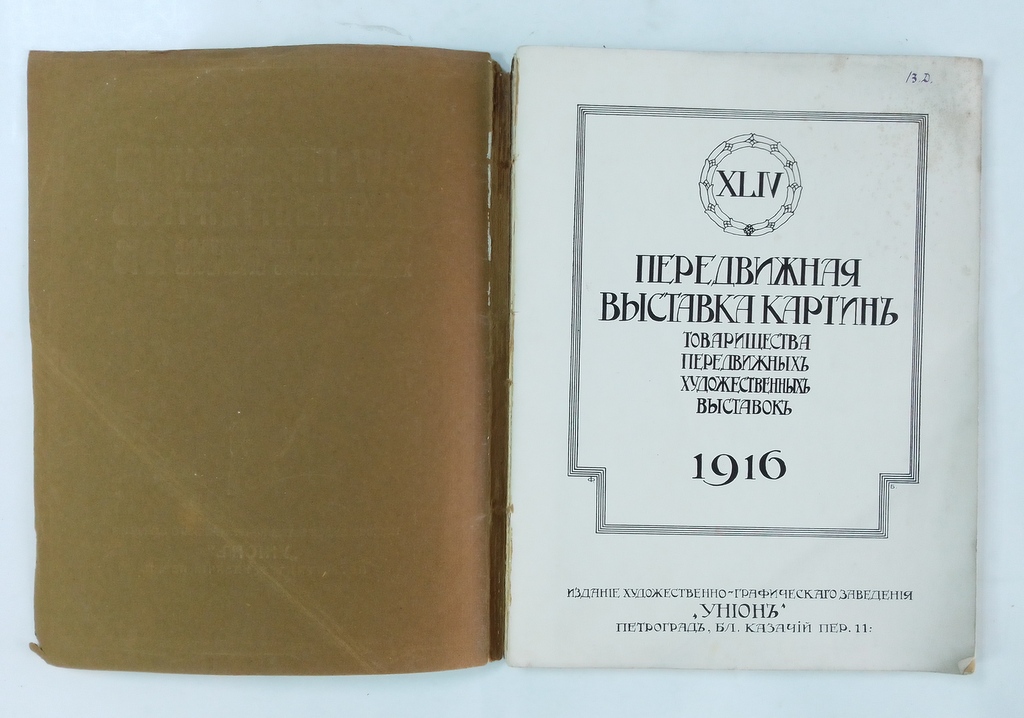 13 Д.
XLIV
ПЕРЕДВИЖНАЯ
ВЫСТАВКА КАРТИНЪ
ТОВАРИЩЕСТВА
ПЕРЕДВИЖНЫХЪ
ХУДОЖЕСТВЕННЫХЪ
ВЫСТАВОКЪ
1916
Ф Б
ИЗДАНІЕ ХУДОЖЕСТВЕННО-ГРАФИЧЕСКАГО ЗАВЕДЕНІЯ
„УНІОНЪ“
ПЕТРОГРАДЪ, БЛ. КАЗАЧІЙ ПЕР. 11: